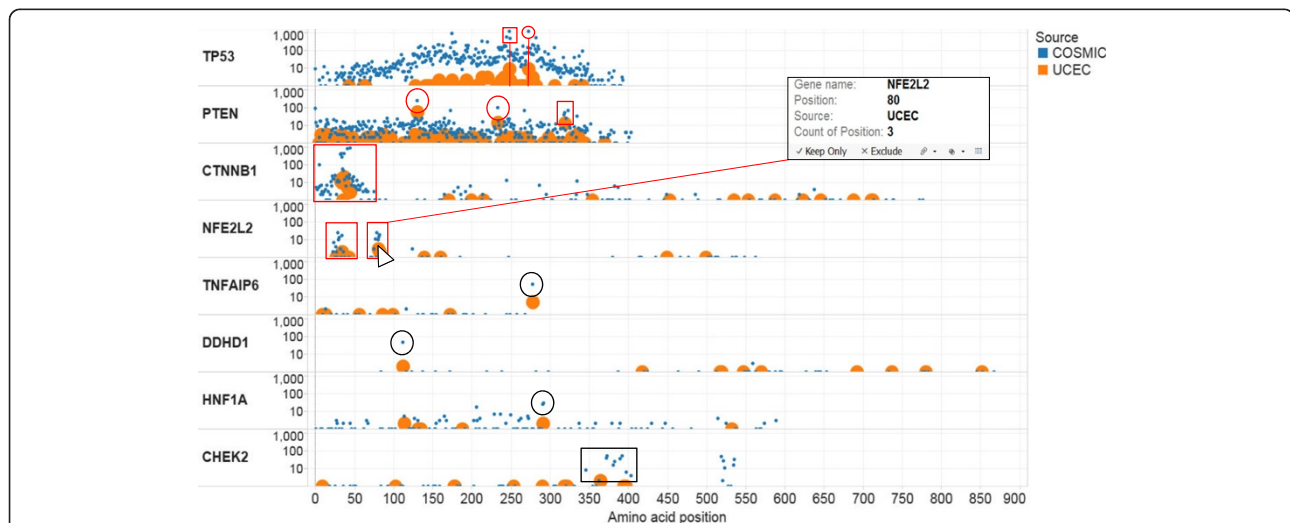 Source
COSMIC
UCEC
TP53
1,000
100
10
PTEN
1,000
100
10
CTNNB1
1,000
100
10
NFE2L2
1,000
100
10
TNFAIP6
1,000
100
10
DDHD1
1,000
100
10
HNF1A
1,000
100
10
CHEK2
1,000
100
10
Gene name: NFE2L2
Position: 80
Source: UCEC
Count of Position: 3
✓ Keep Only × Exclude
0 50 100 150 200 250 300 350 400 450 500 550 600 650 700 750 800 850 900
Amino acid position